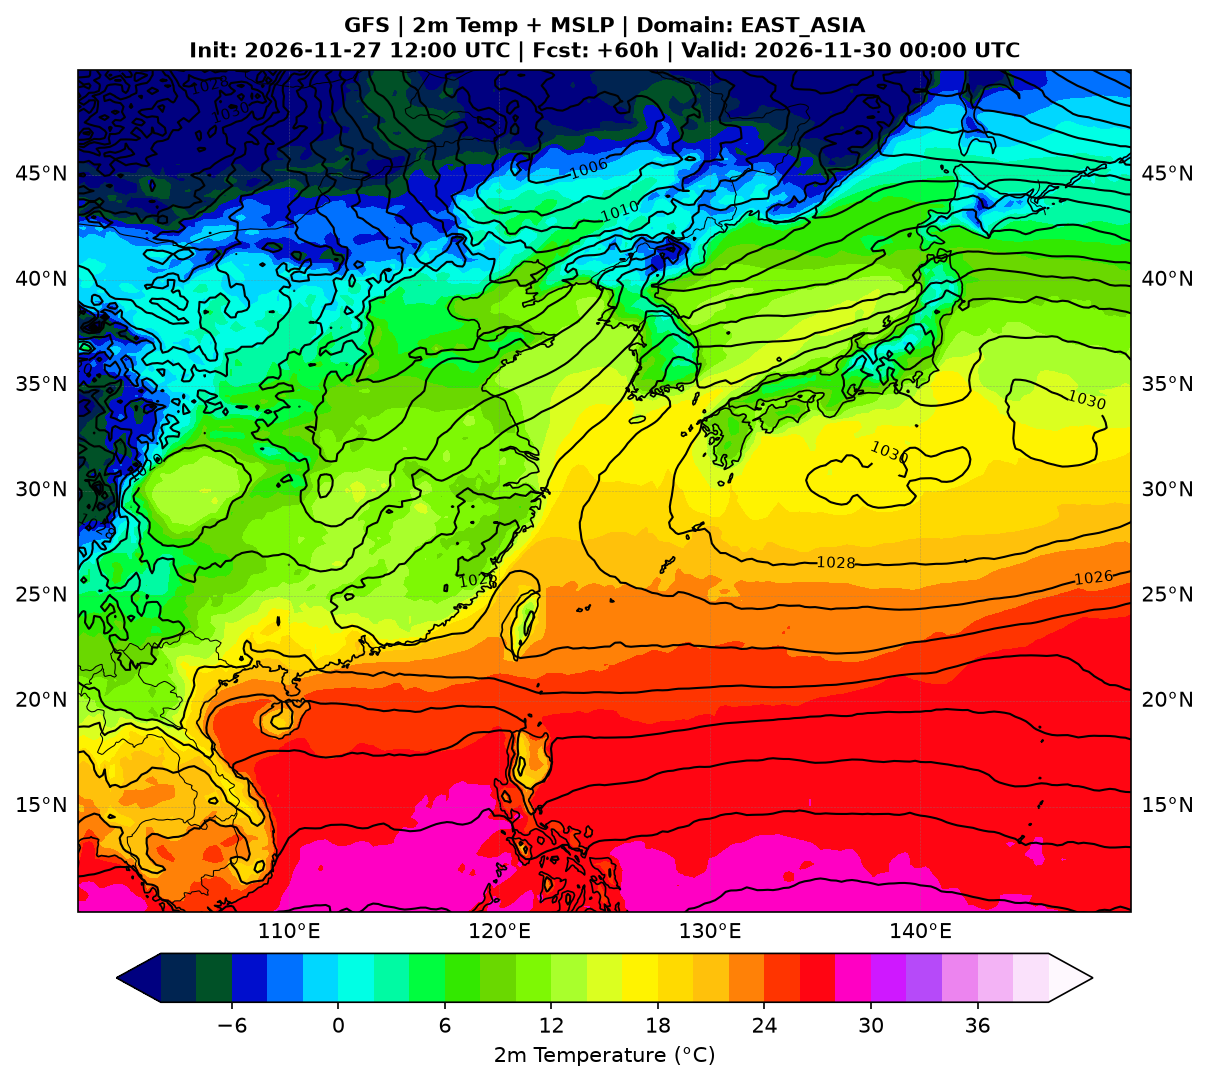 GFS | 2m Temp + MSLP | Domain: EAST_ASIA
Init: 2026-11-27 12:00 UTC | Fcst: +60h | Valid: 2026-11-30 00:00 UTC
1006
45°N
45°N
1010
40°N
40°N
35°N
35°N
1030
1030
1020
30°N
30°N
1028
1026
25°N
25°N
20°N
20°N
15°N
15°N
110°E
120°E
130°E
140°E
−6
0
6
12
18
24
30
36
2m Temperature (°C)